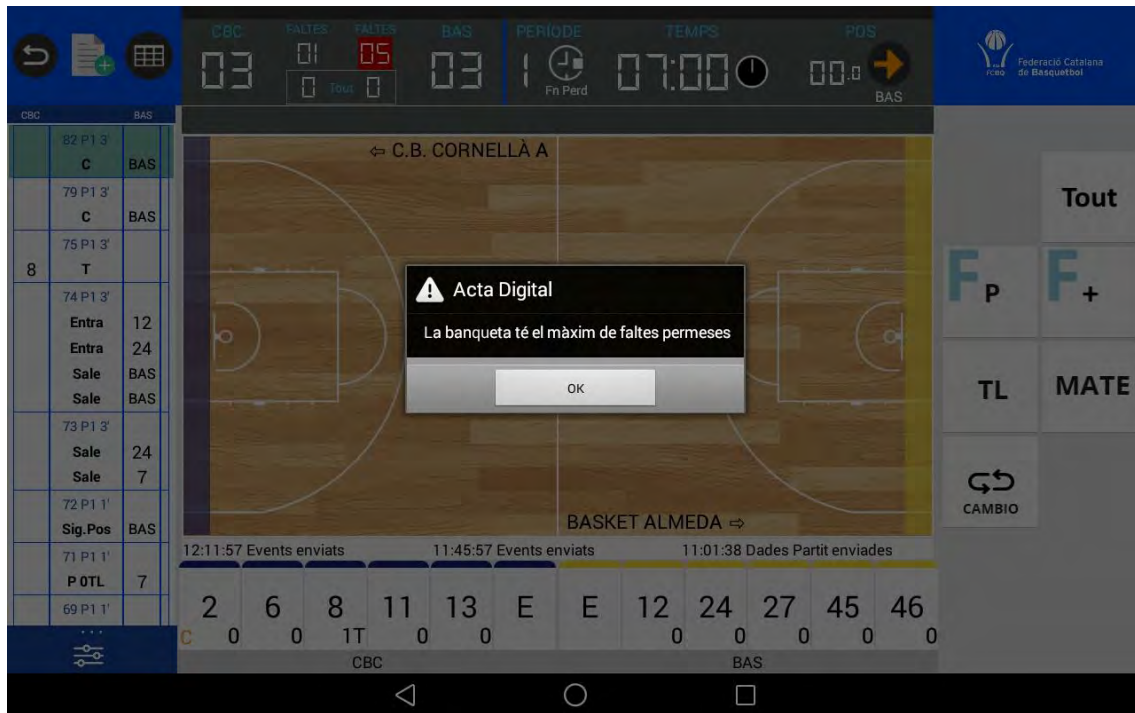 CBC FALTES FALTES BAS PERÍODE TEMPS POS
03 01 05 03 1 07:00 00.0
0 Tout 0 Fn Perd BAS
FCBQ Federació Catalana
de Basquetbol
CBC BAS
82 P1 3'
C BAS
79 P1 3'
C BAS
75 P1 3'
8 T
74 P1 3'
Entra 12
Entra 24
Sale BAS
Sale BAS
73 P1 3'
Sale 24
Sale 7
72 P1 1'
Sig.Pos BAS
71 P1 1'
P 0TL 7
69 P1 1'
...
⇦ C.B. CORNELLÀ A
Acta Digital
La banqueta té el màxim de faltes permeses
OK
BASKET ALMEDA ⇨
12:11:57 Events enviats 11:45:57 Events enviats 11:01:38 Dades Partit enviades
2 6 8 11 13 E E 12 24 27 45 46
C 0 0 1T 0 0 0 0 0 0 0
CBC BAS
Tout
F P F +
TL MATE
CAMBIO